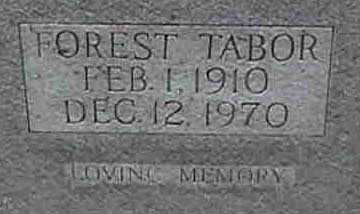 FOREST TABOR
FEB. 1, 1910
DEC. 12, 1970
LOVING MEMORY